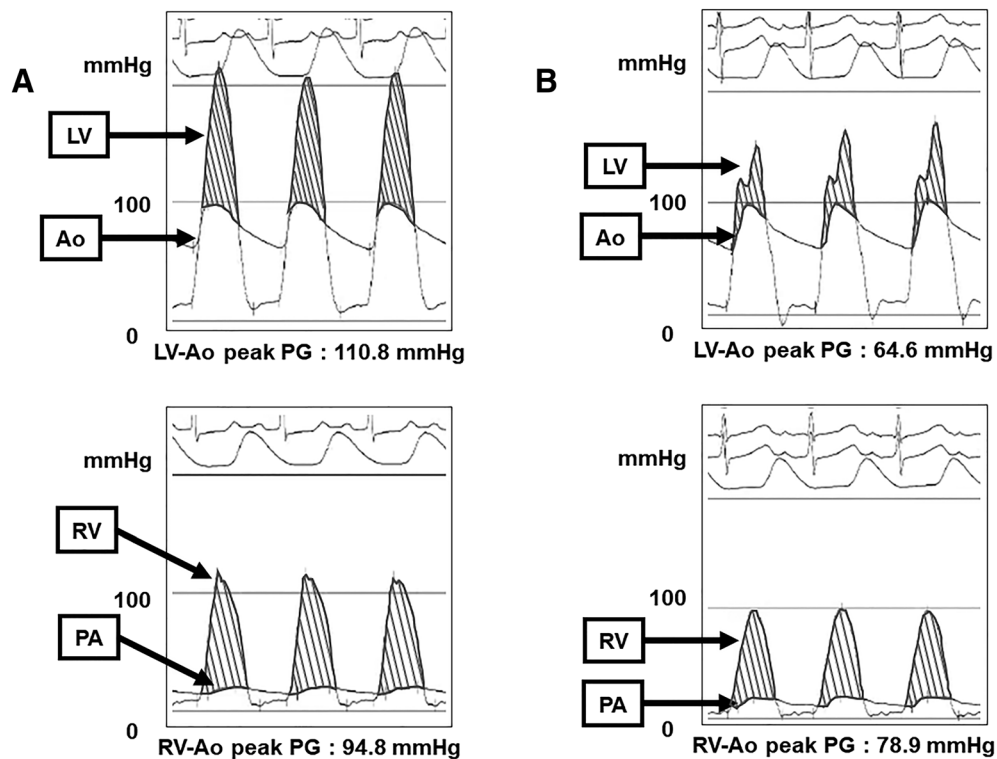 A
mmHg
LV
100
Ao
0
LV-Ao peak PG : 110.8 mmHg
B
mmHg
LV
100
Ao
0
LV-Ao peak PG : 64.6 mmHg
mmHg
RV
100
PA
0
RV-Ao peak PG : 94.8 mmHg
mmHg
100
RV
PA
0
RV-Ao peak PG : 78.9 mmHg